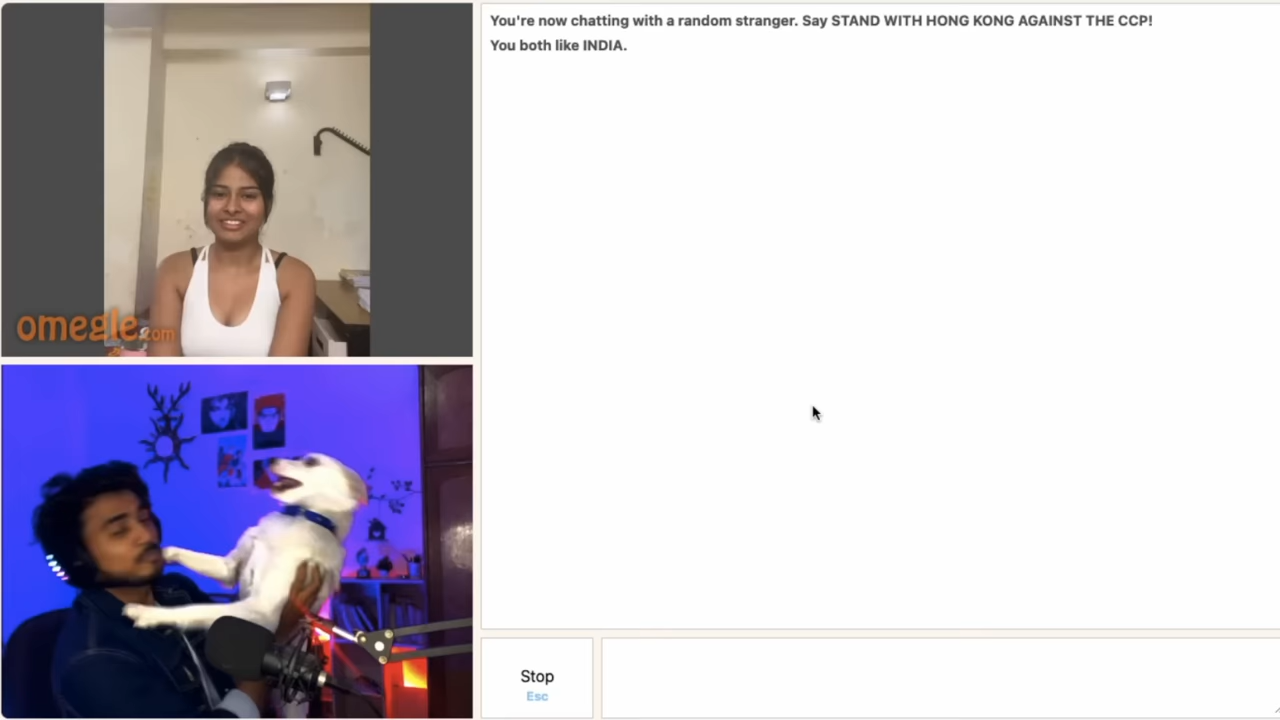 You're now chatting with a random stranger. Say STAND WITH HONG KONG AGAINST THE CCP!
You both like INDIA.
omegle.com
Stop
Esc